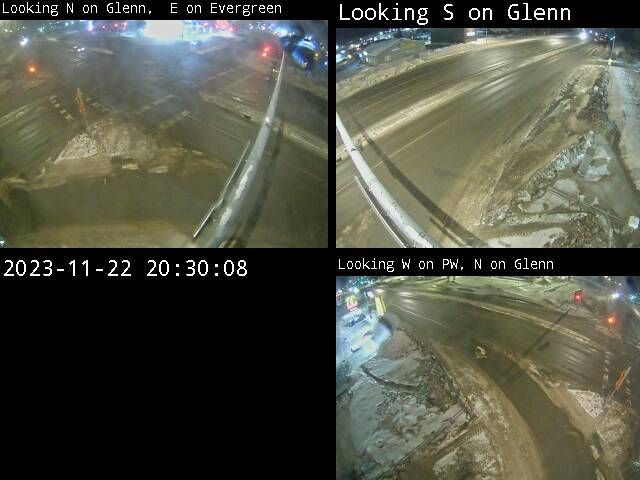 Looking N on Glenn, E on Evergreen
Looking S on Glenn
2023-11-22 20:30:08
Looking W on PW, N on Glenn